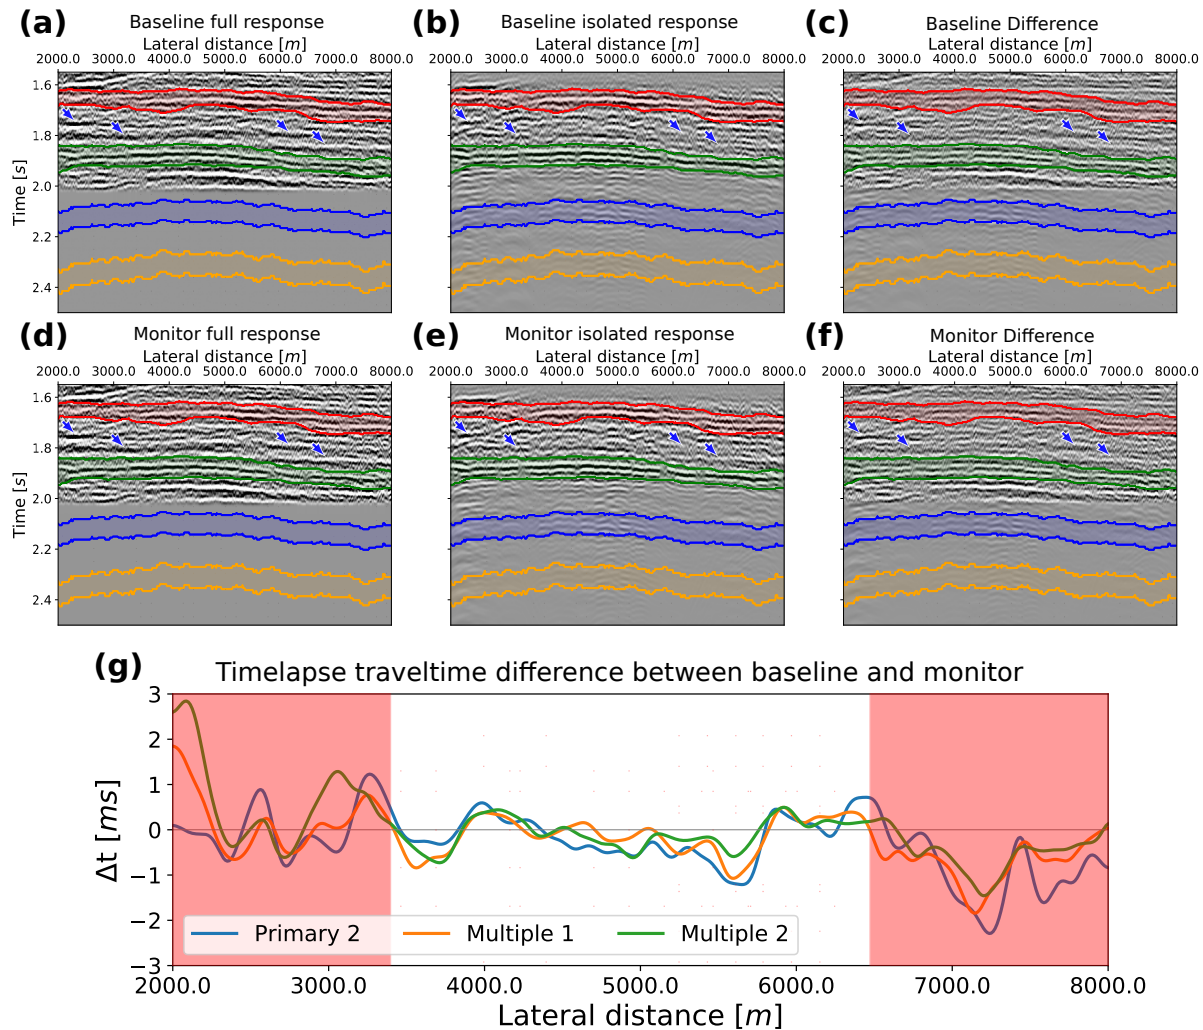 (a) Baseline full response
Lateral distance [m]
2000.0 3000.0 4000.0 5000.0 6000.0 7000.0 8000.0
Time [s]
1.6
1.8
2.0
2.2
2.4
(b) Baseline isolated response
Lateral distance [m]
2000.0 3000.0 4000.0 5000.0 6000.0 7000.0 8000.0
(c) Baseline Difference
Lateral distance [m]
2000.0 3000.0 4000.0 5000.0 6000.0 7000.0 8000.0
(d) Monitor full response
Lateral distance [m]
2000.0 3000.0 4000.0 5000.0 6000.0 7000.0 8000.0
Time [s]
1.6
1.8
2.0
2.2
2.4
(e) Monitor isolated response
Lateral distance [m]
2000.0 3000.0 4000.0 5000.0 6000.0 7000.0 8000.0
(f) Monitor Difference
Lateral distance [m]
2000.0 3000.0 4000.0 5000.0 6000.0 7000.0 8000.0
(g) Timelapse traveltime difference between baseline and monitor
Δt [ms]
3
2
1
0
−1
−2
−3
Primary 2 Multiple 1 Multiple 2
2000.0 3000.0 4000.0 5000.0 6000.0 7000.0 8000.0
Lateral distance [m]